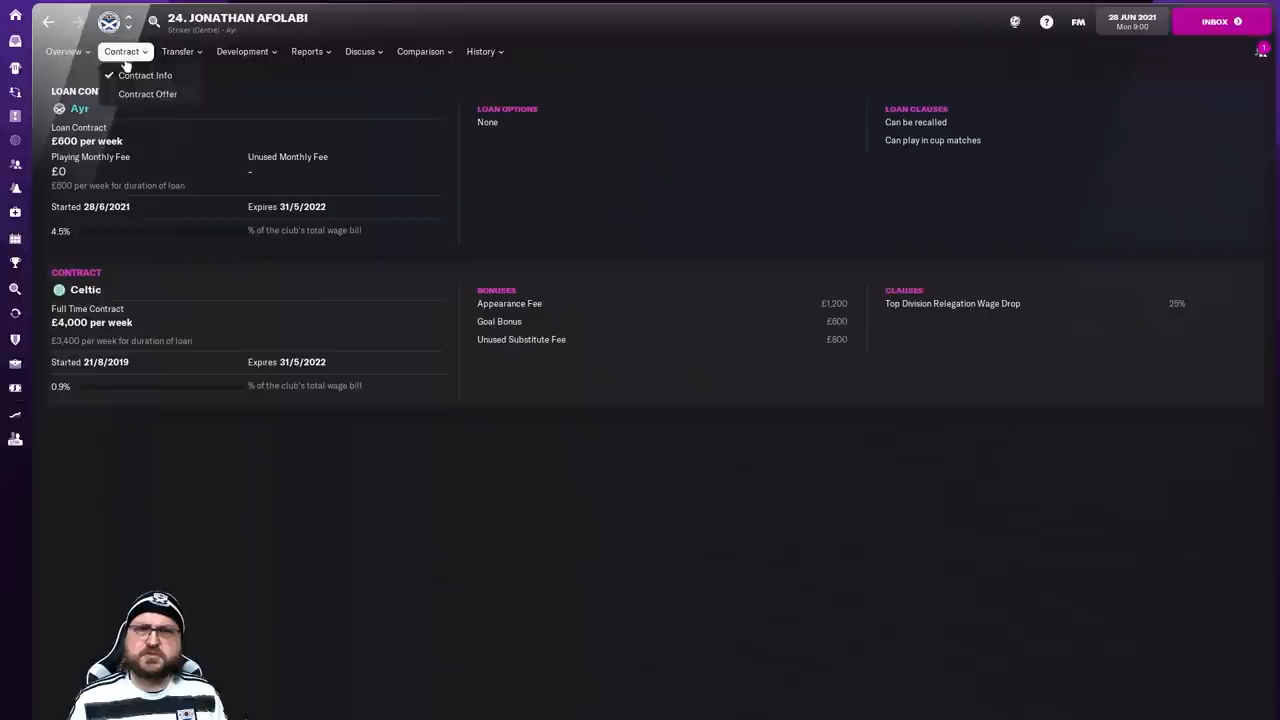 24. JONATHAN AFOLABI
Striker (Centre) - Ayr
FM
28 JUN 2021
Mon 9:00
INBOX
Overview
Contract
Transfer
Development
Reports
Discuss
Comparison
History
1
Contract Info
Contract Offer
LOAN CON
Ayr
Loan Contract
£600 per week
Playing Monthly Fee
Unused Monthly Fee
£0
-
£600 per week for duration of loan
Started 28/6/2021
Expires 31/5/2022
4.5%
% of the club's total wage bill
LOAN OPTIONS
None
LOAN CLAUSES
Can be recalled
Can play in cup matches
CONTRACT
Celtic
Full Time Contract
£4,000 per week
£3,400 per week for duration of loan
Started 21/8/2019
Expires 31/5/2022
0.9%
% of the club's total wage bill
BONUSES
Appearance Fee £1,200
Goal Bonus £600
Unused Substitute Fee £800
CLAUSES
Top Division Relegation Wage Drop 25%